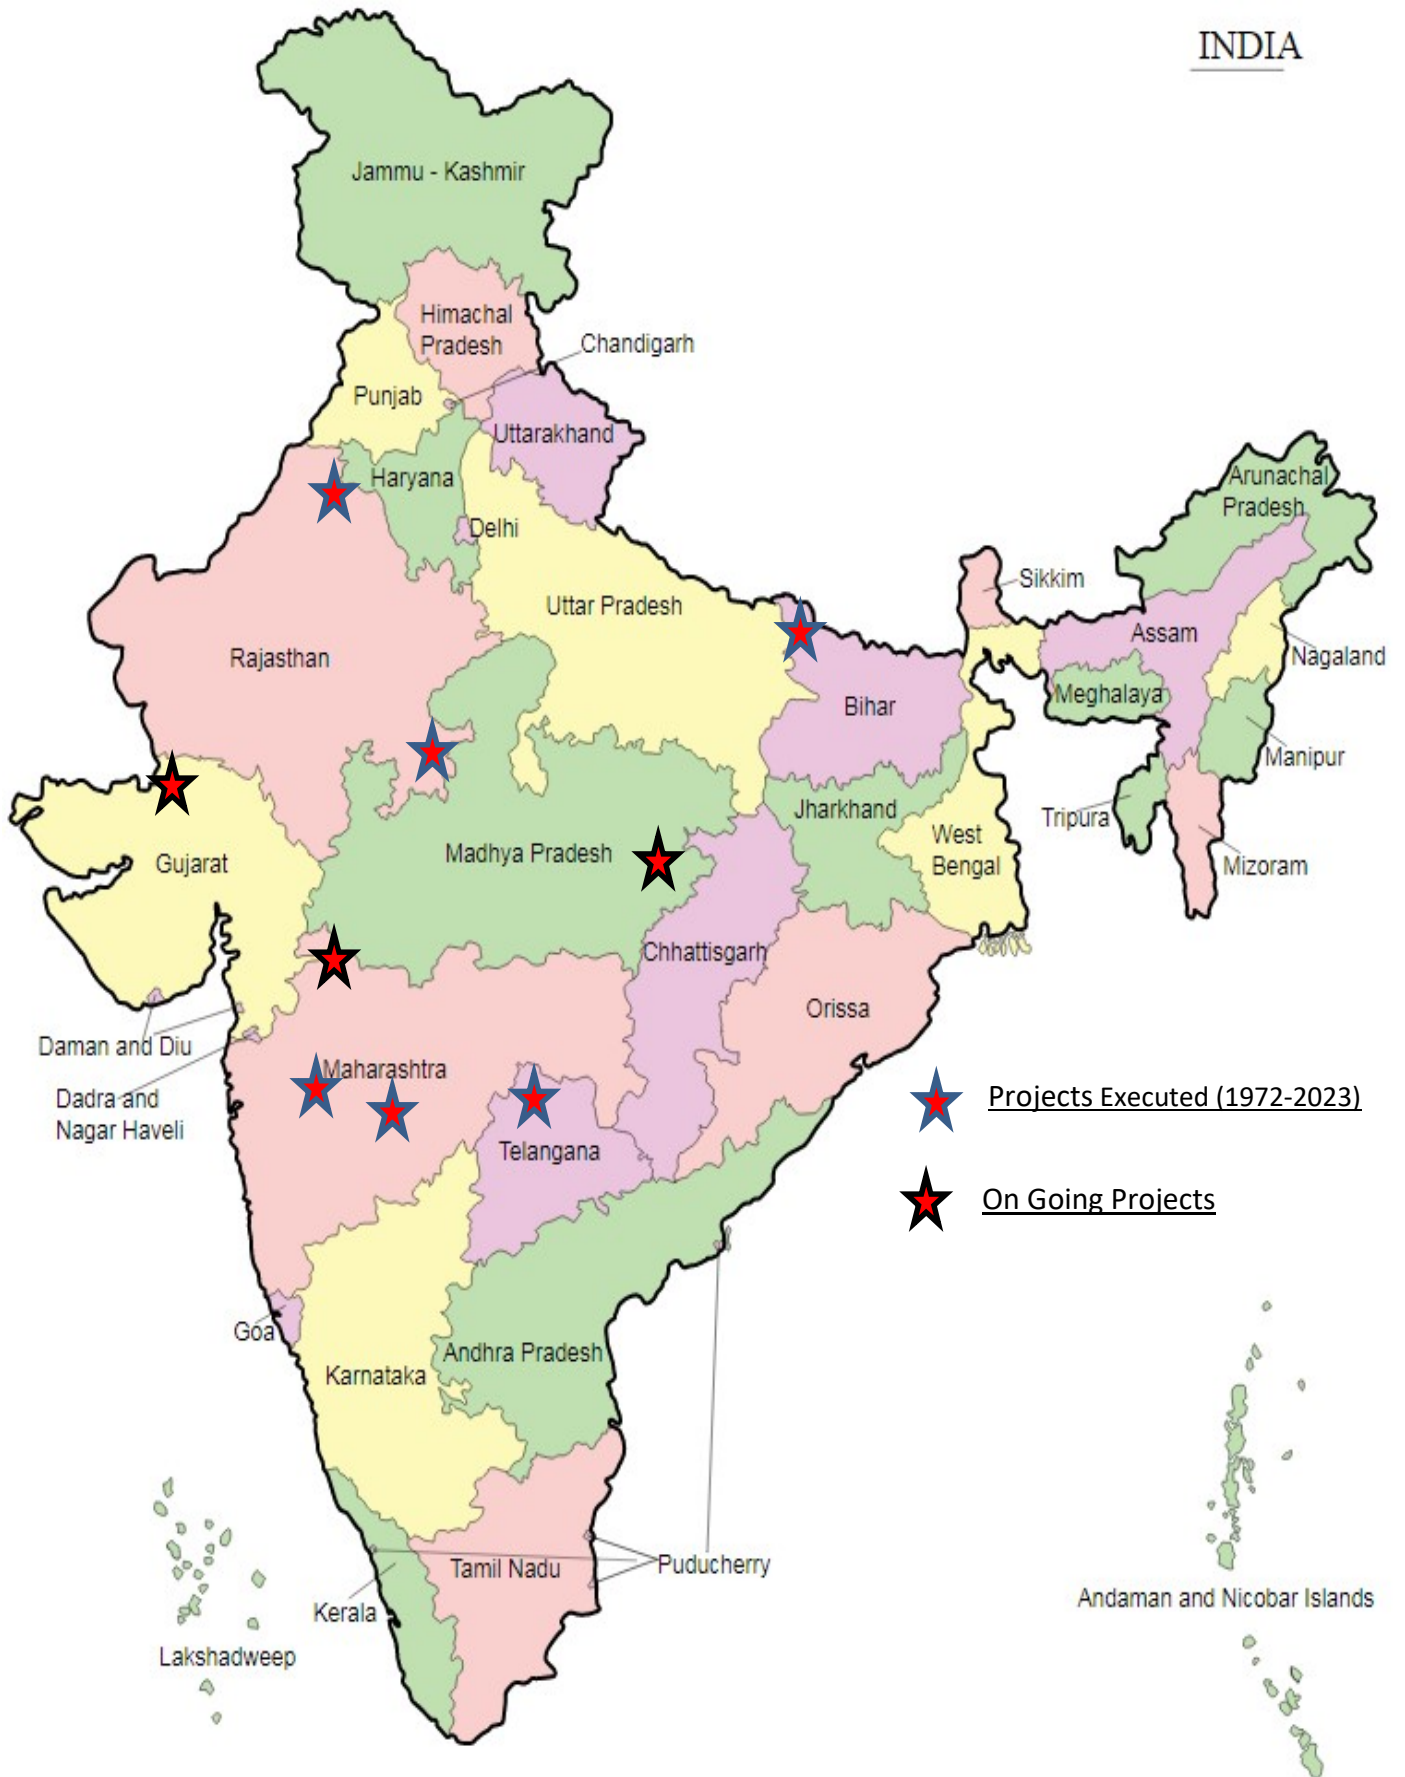 INDIA
Jammu - Kashmir
Himachal
Pradesh
Chandigarh
Punjab
Uttarakhand
Haryana
Arunachal
Pradesh
Delhi
Sikkim
Uttar Pradesh
Assam
Rajasthan
Nagaland
Meghalaya
Bihar
Manipur
Jharkhand
Tripura
West
Bengal
Madhya Pradesh
Gujarat
Mizoram
Chhattisgarh
Orissa
Daman and Diu
Maharashtra
Dadra and
Nagar Haveli
Projects Executed (1972-2023)
Telangana
On Going Projects
Goa
Andhra Pradesh
Karnataka
Tamil Nadu
Puducherry
Andaman and Nicobar Islands
Kerala
Lakshadweep